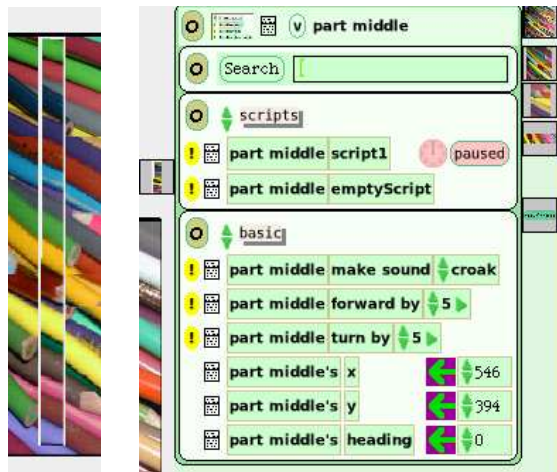 v part middle
Search
scripts
! part middle script1 paused
! part middle emptyScript
basic
! part middle make sound croak
! part middle forward by 5
! part middle turn by 5
part middle's x 546
part middle's y 394
part middle's heading 0